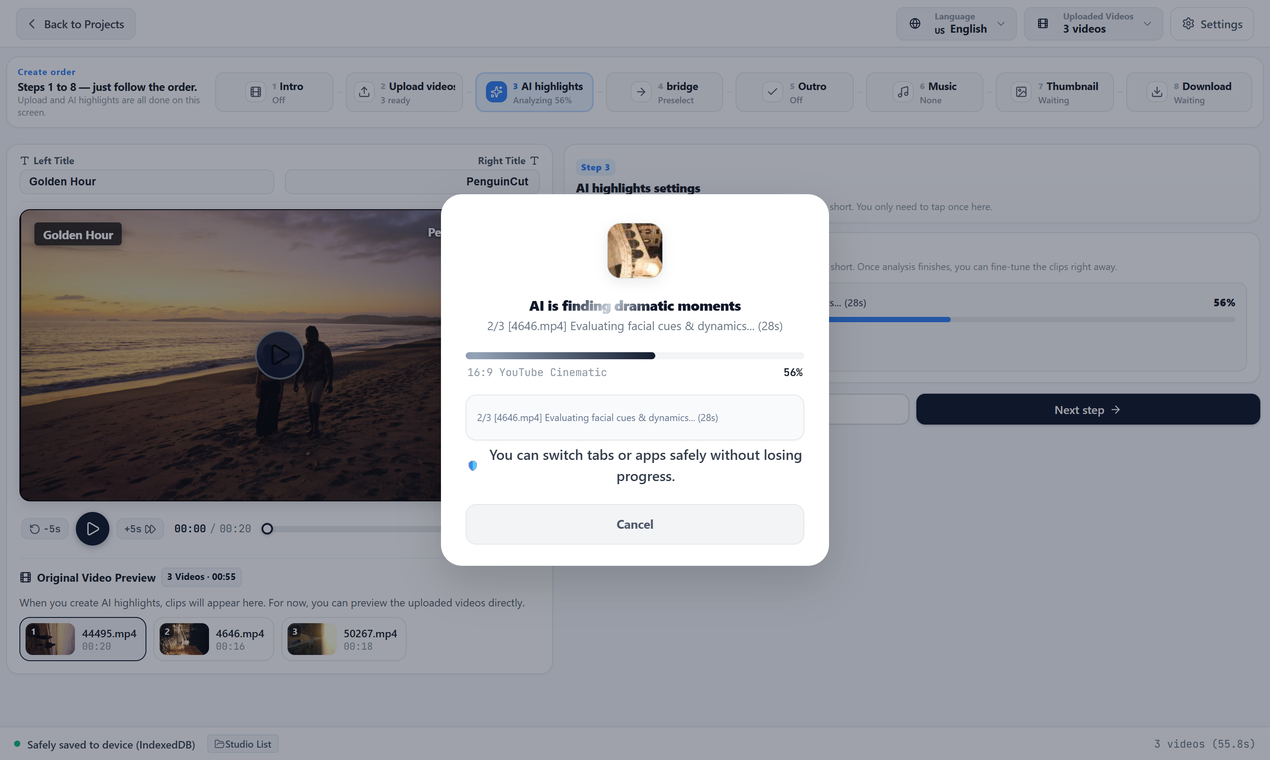 Back to Projects
Language
US English
Uploaded Videos
3 videos
Settings
Create order
Steps 1 to 8 — just follow the order.
Upload and AI highlights are all done on this
screen.
1 Intro
Off
2 Upload videos
3 ready
3 AI highlights
Analyzing 56%
4 bridge
Preselect
5 Outro
Off
6 Music
None
7 Thumbnail
Waiting
8 Download
Waiting
Left Title
Right Title
Golden Hour
PenguinCut
Golden Hour
Pe
Step 3
AI highlights settings
short. You only need to tap once here.
short. Once analysis finishes, you can fine-tune the clips right away.
s... (28s)
56%
Next step
AI is finding dramatic moments
2/3 [4646.mp4] Evaluating facial cues & dynamics... (28s)
16:9 YouTube Cinematic
56%
2/3 [4646.mp4] Evaluating facial cues & dynamics... (28s)
You can switch tabs or apps safely without losing
progress.
Cancel
-5s
+5s
00:00 / 00:20
Original Video Preview
3 Videos · 00:55
When you create AI highlights, clips will appear here. For now, you can preview the uploaded videos directly.
1
44495.mp4
00:20
2
4646.mp4
00:16
3
50267.mp4
00:18
Safely saved to device (IndexedDB)
Studio List
3 videos (55.8s)